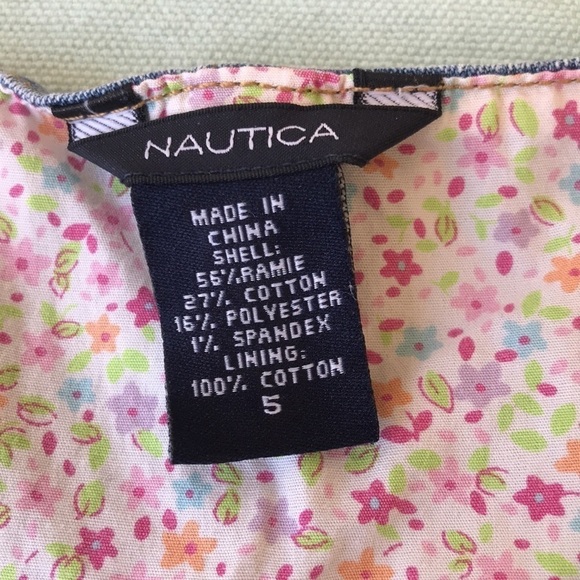 NAUTICA
MADE IN
CHINA
SHELL:
56%RAMIE
27% COTTON
16% POLYESTER
1% SPANDEX
LINING:
100% COTTON
5